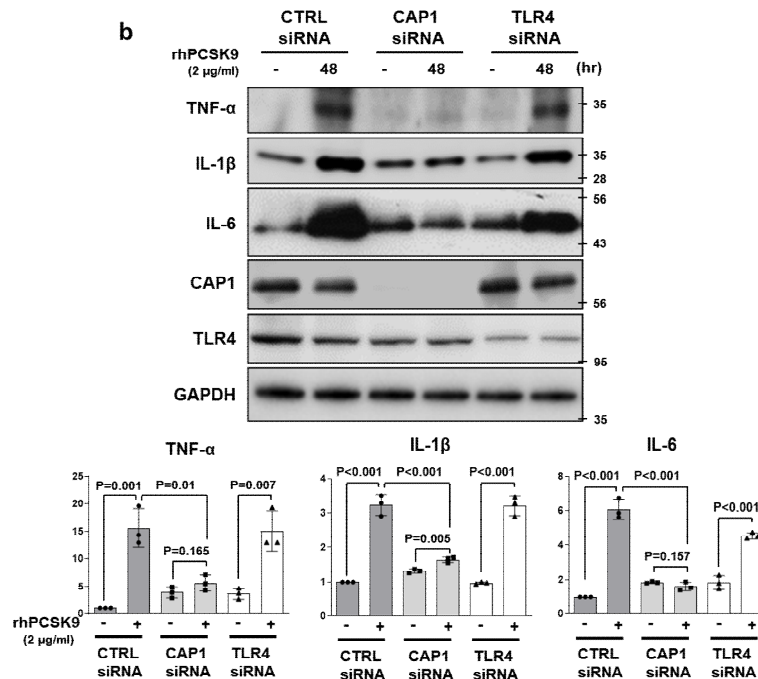 b
CTRL siRNA CAP1 siRNA TLR4 siRNA
rhPCSK9 (2 µg/ml) - 48 - 48 - 48 (hr)
TNF-α 35
IL-1β 35 28
IL-6 56 43
CAP1 56
TLR4 95
GAPDH 35
TNF-α
25
20
15
10
5
0
P=0.001
P=0.01
P=0.165
P=0.007
rhPCSK9 - + - + - +
(2 µg/ml)
CTRL siRNA CAP1 siRNA TLR4 siRNA
IL-1β
4
3
2
1
0
P<0.001
P<0.001
P=0.005
P<0.001
- + - + - +
CTRL siRNA CAP1 siRNA TLR4 siRNA
IL-6
8
6
4
2
0
P<0.001
P<0.001
P=0.157
P<0.001
- + - + - +
CTRL siRNA CAP1 siRNA TLR4 siRNA